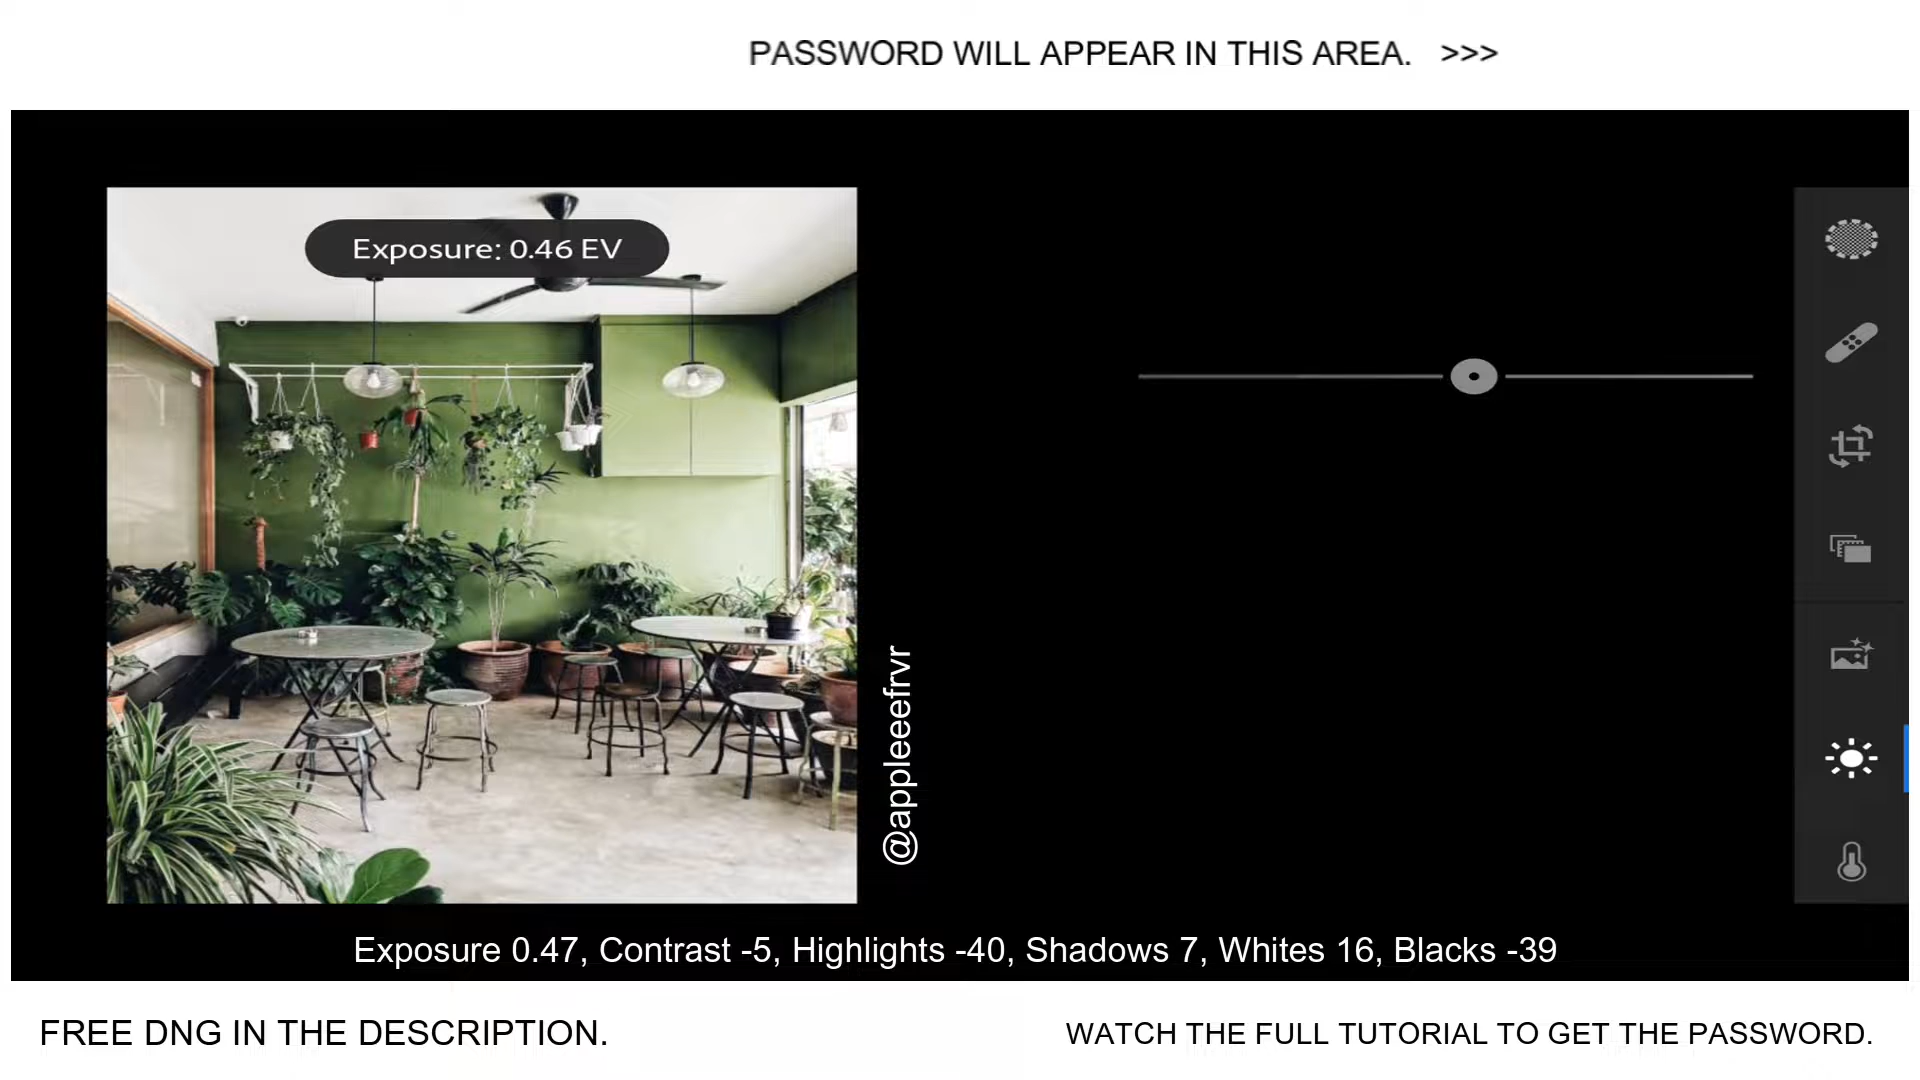 PASSWORD WILL APPEAR IN THIS AREA. >>>
Exposure: 0.46 EV
@appleeefrvr
Exposure 0.47, Contrast -5, Highlights -40, Shadows 7, Whites 16, Blacks -39
FREE DNG IN THE DESCRIPTION.
WATCH THE FULL TUTORIAL TO GET THE PASSWORD.